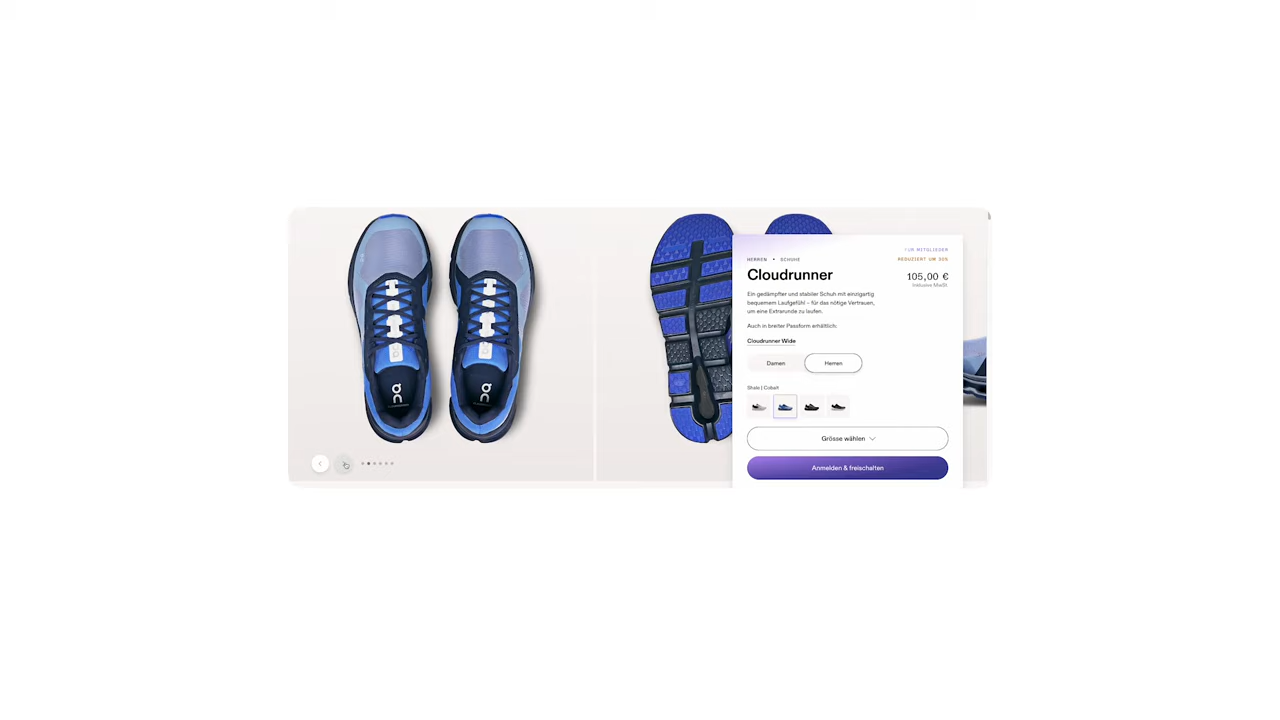 FÜR MITGLIEDER
HERREN • SCHUHE
REDUZIERT UM 30%
Cloudrunner
105,00 €
Inklusive MwSt.
Ein gedämpfter und stabiler Schuh mit einzigartig
bequemem Laufgefühl – für das nötige Vertrauen,
um eine Extrarunde zu laufen.
Auch in breiter Passform erhältlich:
Cloudrunner Wide
Damen
Herren
Shale | Cobalt
Grösse wählen
Anmelden & freischalten